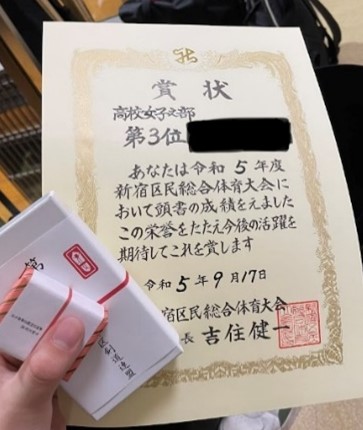 賞状
高校女子の部
第3位
あなたは令和5年度
新宿区民総合体育大会に
おいて頭書の成績をえました
この栄誉をたたえ今後の活躍を
期待してこれを賞します
令和5年9月17日
宿区民総合体育大会
長 吉住健一
道連盟